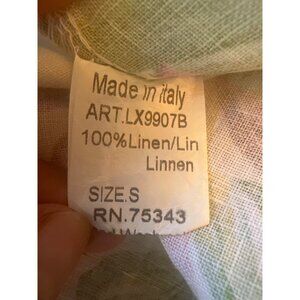 Made in italy
ART.LX9907B
100%Linen/Lin
Linnen
SIZE.S
RN.75343